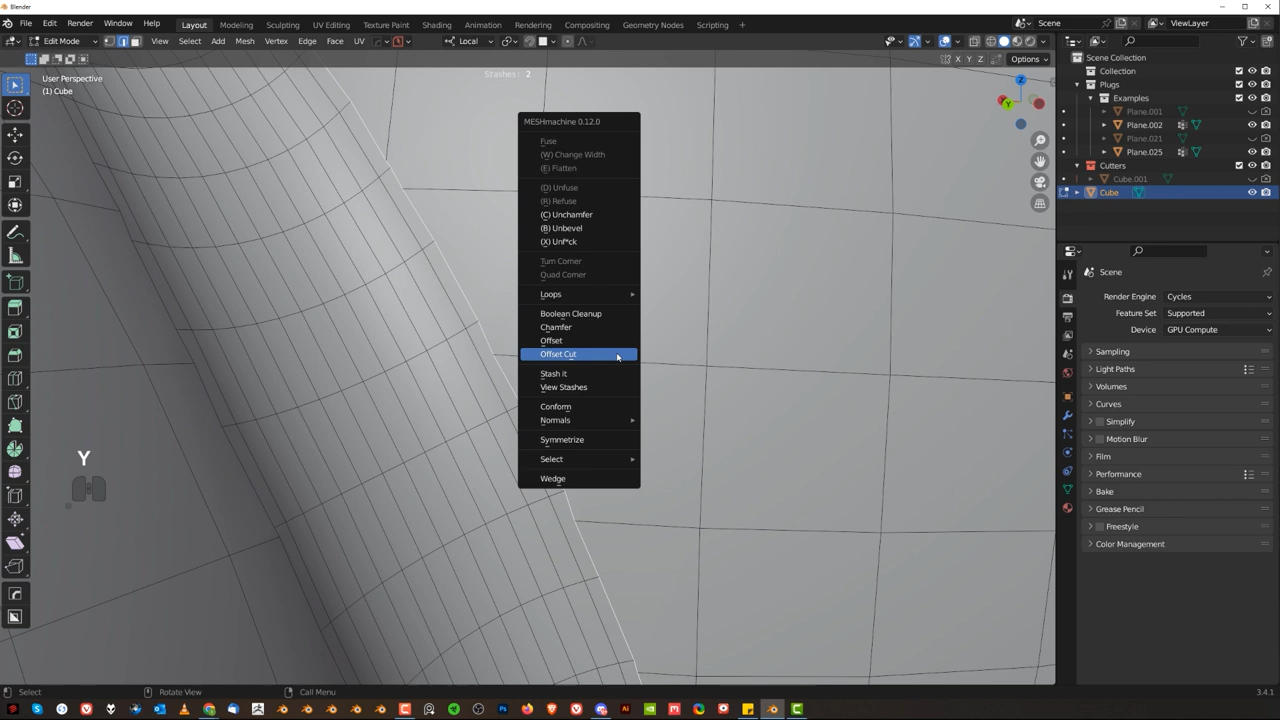 Blender
File Edit Render Window Help Layout Modeling Sculpting UV Editing Texture Paint Shading Animation Rendering Compositing Geometry Nodes Scripting + Scene ViewLayer
Edit Mode View Select Add Mesh Vertex Edge Face UV Local
X Y Z Options
User Perspective
(1) Cube
Stashes: 2
Z
Y
MESHmachine 0.12.0
Fuse
(W) Change Width
(E) Flatten
(D) Unfuse
(R) Refuse
(C) Unchamfer
(B) Unbevel
(X) Unf*ck
Turn Corner
Quad Corner
Loops
Boolean Cleanup
Chamfer
Offset
Offset Cut
Stash it
View Stashes
Conform
Normals
Symmetrize
Select
Wedge
Y
Scene Collection
Collection
Plugs
Examples
Plane.001
Plane.002
Plane.021
Plane.025
Cutters
Cube.001
Cube
Scene
Render Engine Cycles
Feature Set Supported
Device GPU Compute
Sampling
Light Paths
Volumes
Curves
Simplify
Motion Blur
Film
Performance
Bake
Grease Pencil
Freestyle
Color Management
Select Rotate View Call Menu 3.4.1